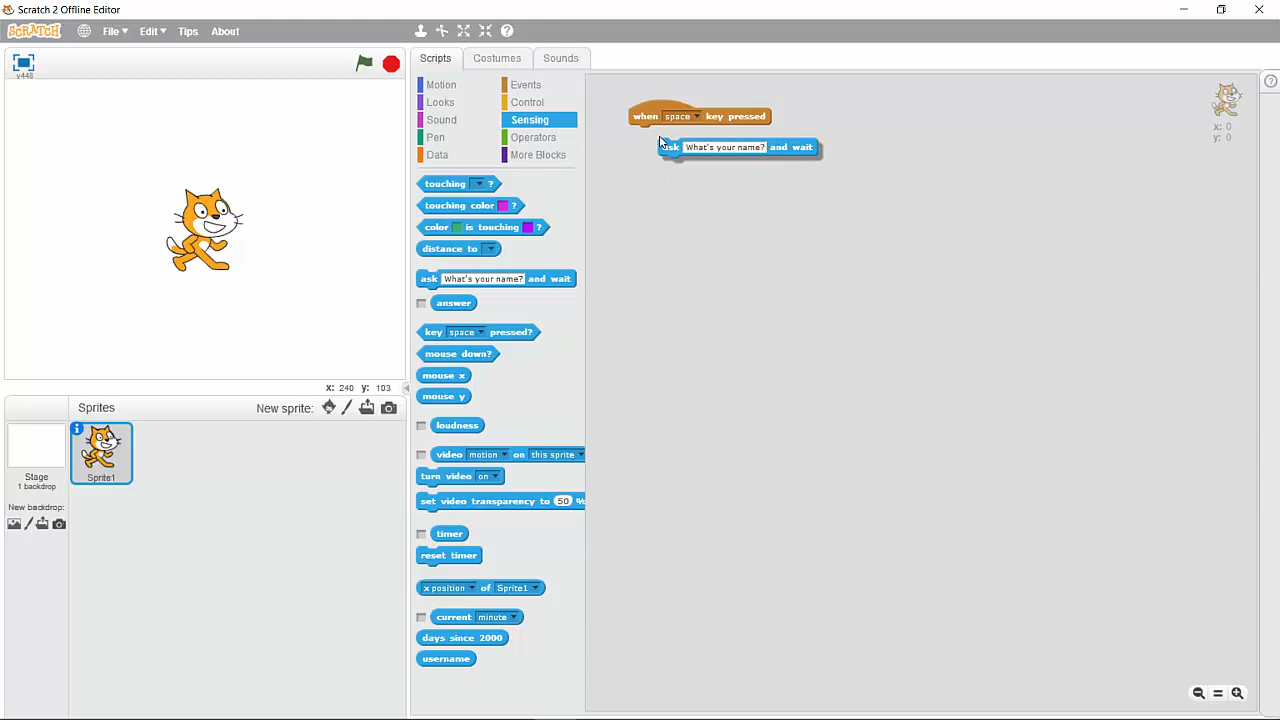 Scratch 2 Offline Editor
SCRATCH File Edit Tips About
v448
Scripts Costumes Sounds
Motion Events
Looks Control
Sound Sensing
Pen Operators
Data More Blocks
touching ?
touching color ?
color is touching ?
distance to
ask What's your name? and wait
answer
key space pressed?
mouse down?
mouse x
mouse y
loudness
video motion on this sprite
turn video on
set video transparency to 50 %
timer
reset timer
x position of Sprite1
current minute
days since 2000
username
when space key pressed
ask What's your name? and wait
x: 0
y: 0
x: 240 y: 103
Sprites New sprite:
Sprite1
Stage
1 backdrop
New backdrop: